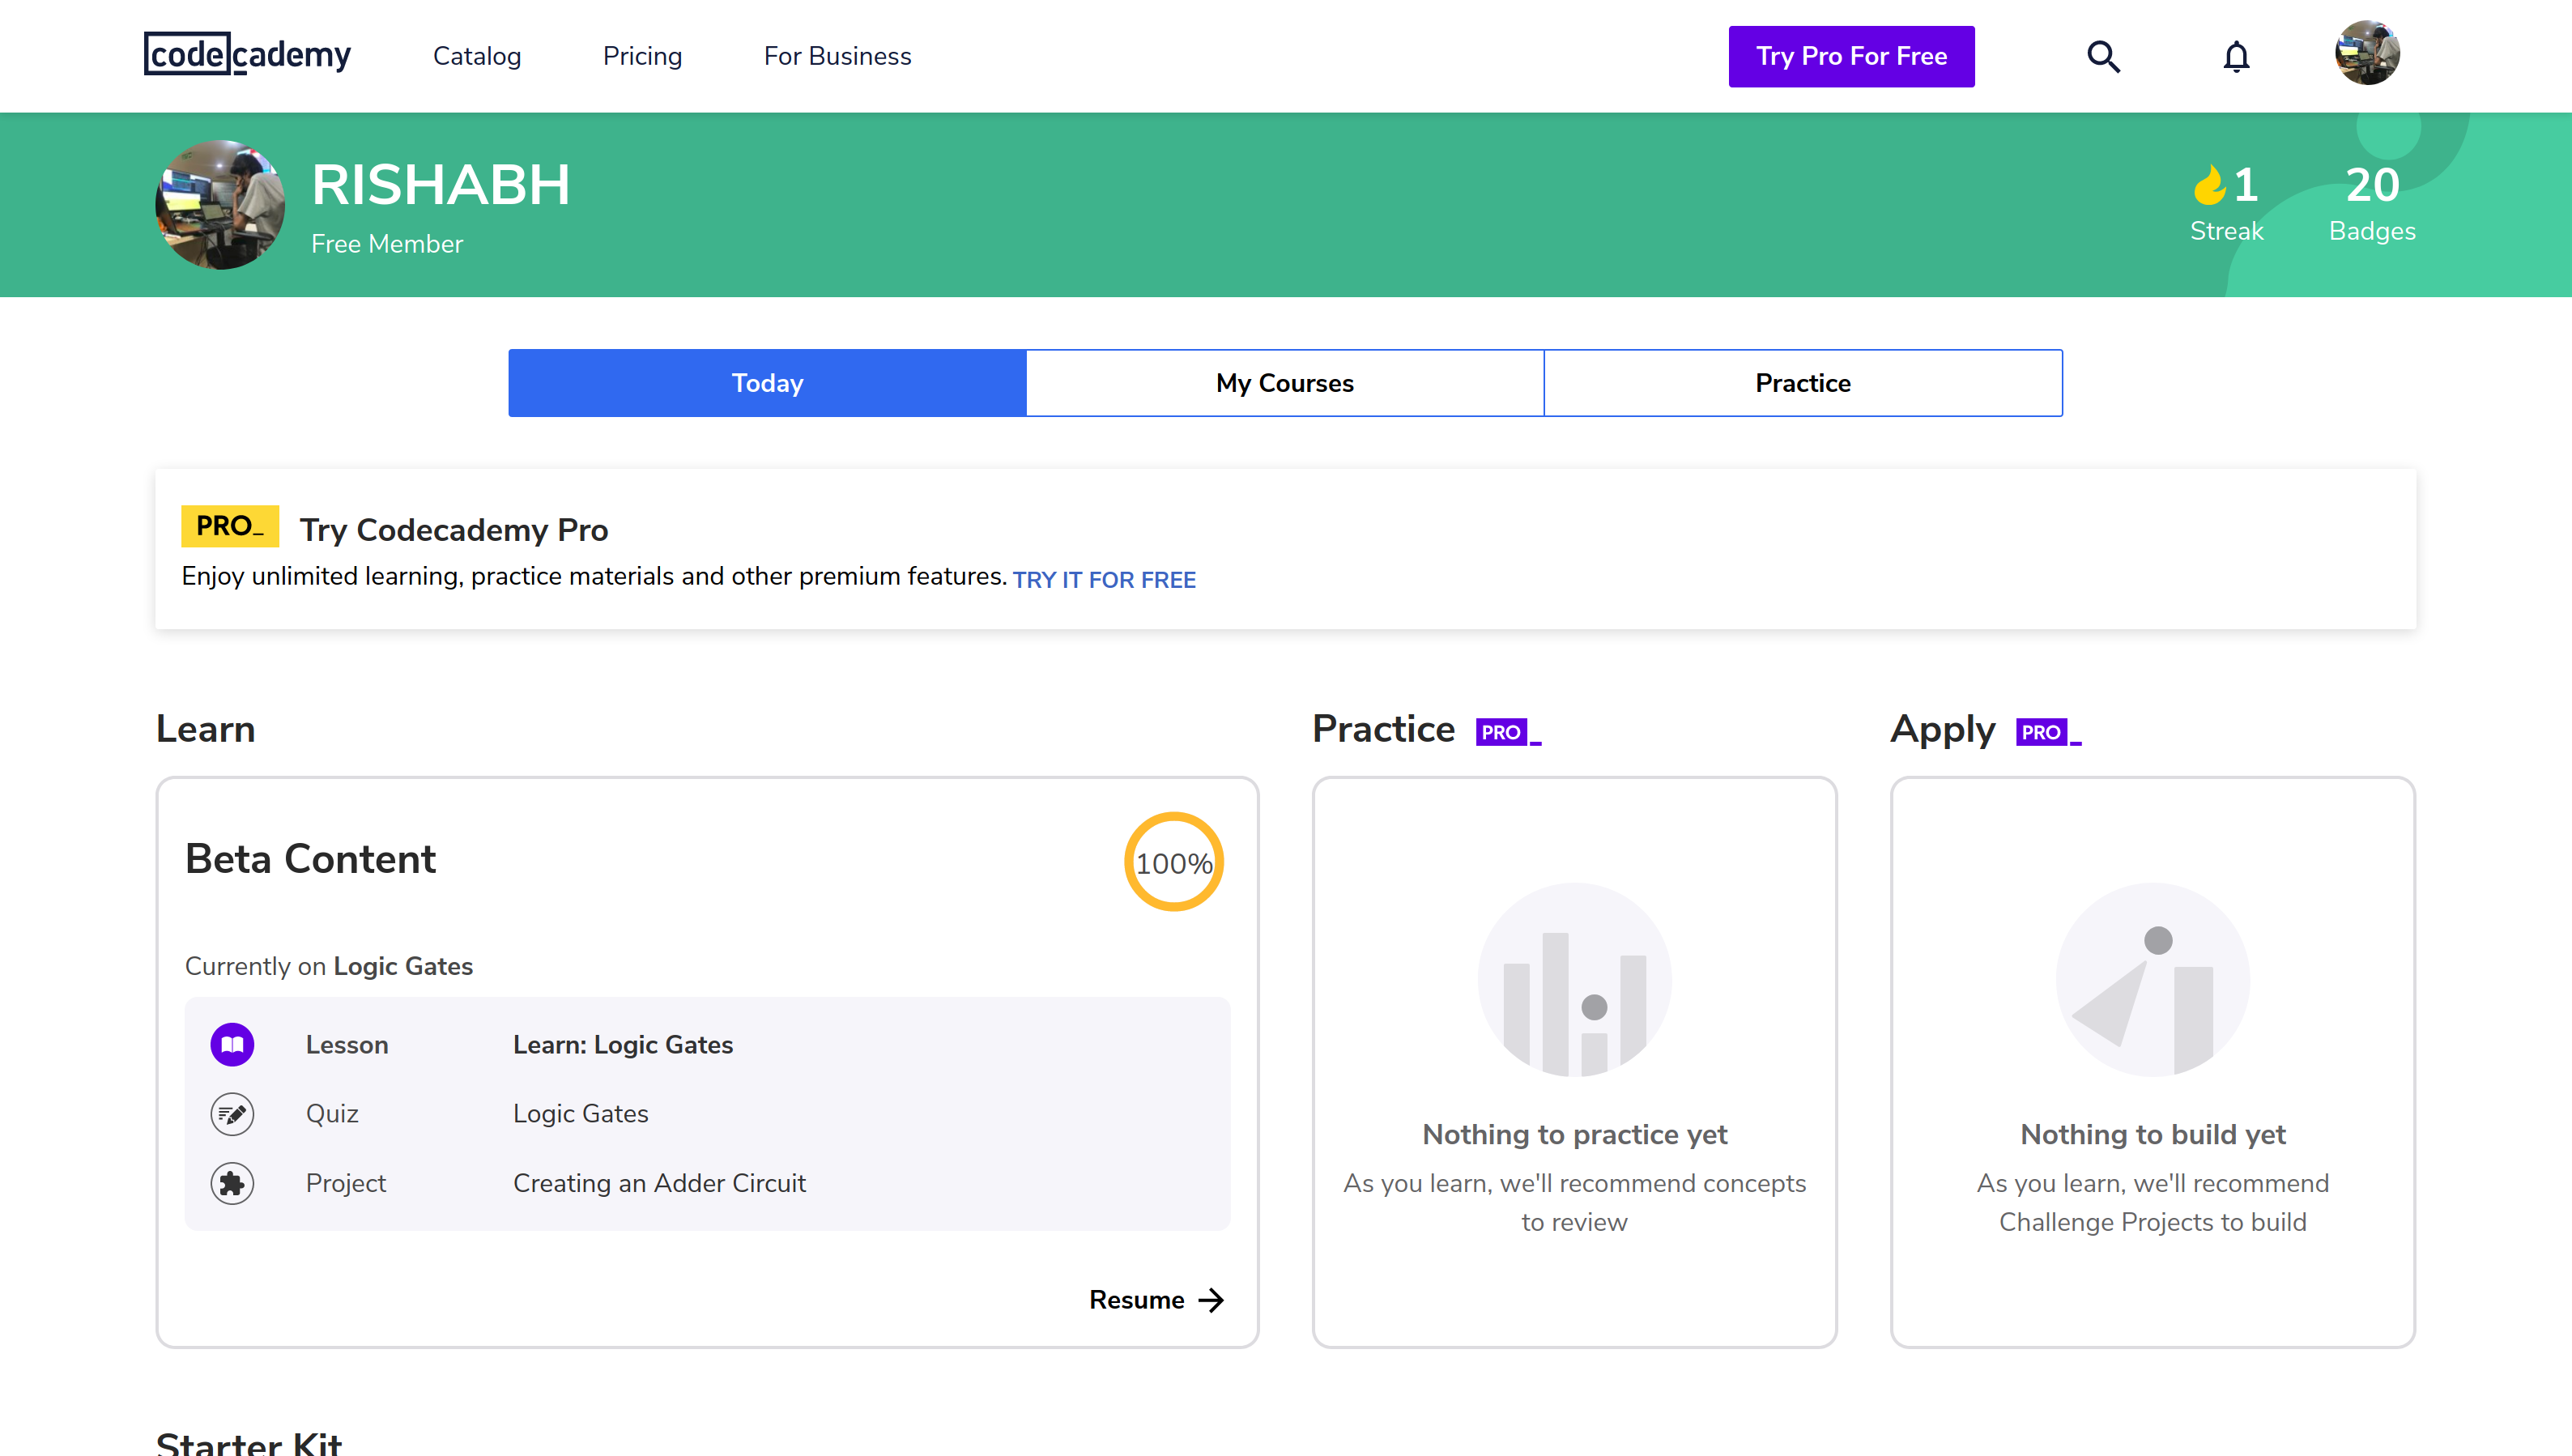 codecademy
Catalog
Pricing
For Business
Try Pro For Free
RISHABH
Free Member
1
Streak
20
Badges
Today
My Courses
Practice
PRO_
Try Codecademy Pro
Enjoy unlimited learning, practice materials and other premium features. TRY IT FOR FREE
Learn
Beta Content
100%
Currently on Logic Gates
Lesson
Learn: Logic Gates
Quiz
Logic Gates
Project
Creating an Adder Circuit
Resume
Practice
PRO_
Nothing to practice yet
As you learn, we'll recommend concepts
to review
Apply
PRO_
Nothing to build yet
As you learn, we'll recommend
Challenge Projects to build
Starter Kit